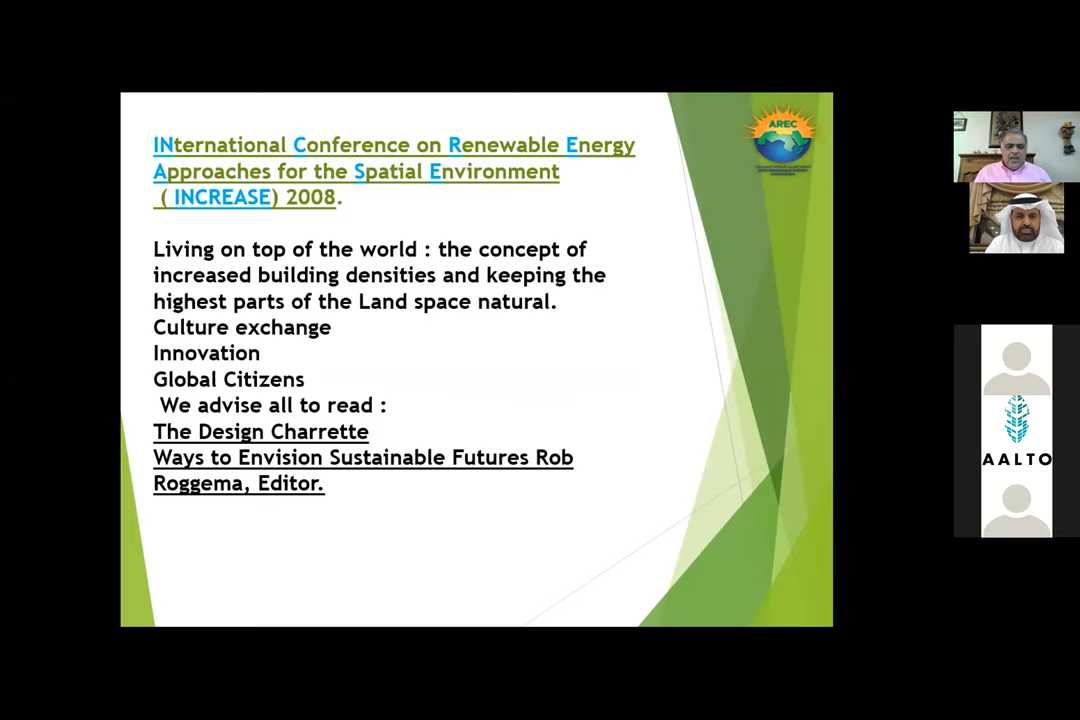 INternational Conference on Renewable Energy
Approaches for the Spatial Environment
( INCREASE) 2008.
Living on top of the world : the concept of
increased building densities and keeping the
highest parts of the Land space natural.
Culture exchange
Innovation
Global Citizens
We advise all to read :
The Design Charrette
Ways to Envision Sustainable Futures Rob
Roggema, Editor.
AREC
AALTO